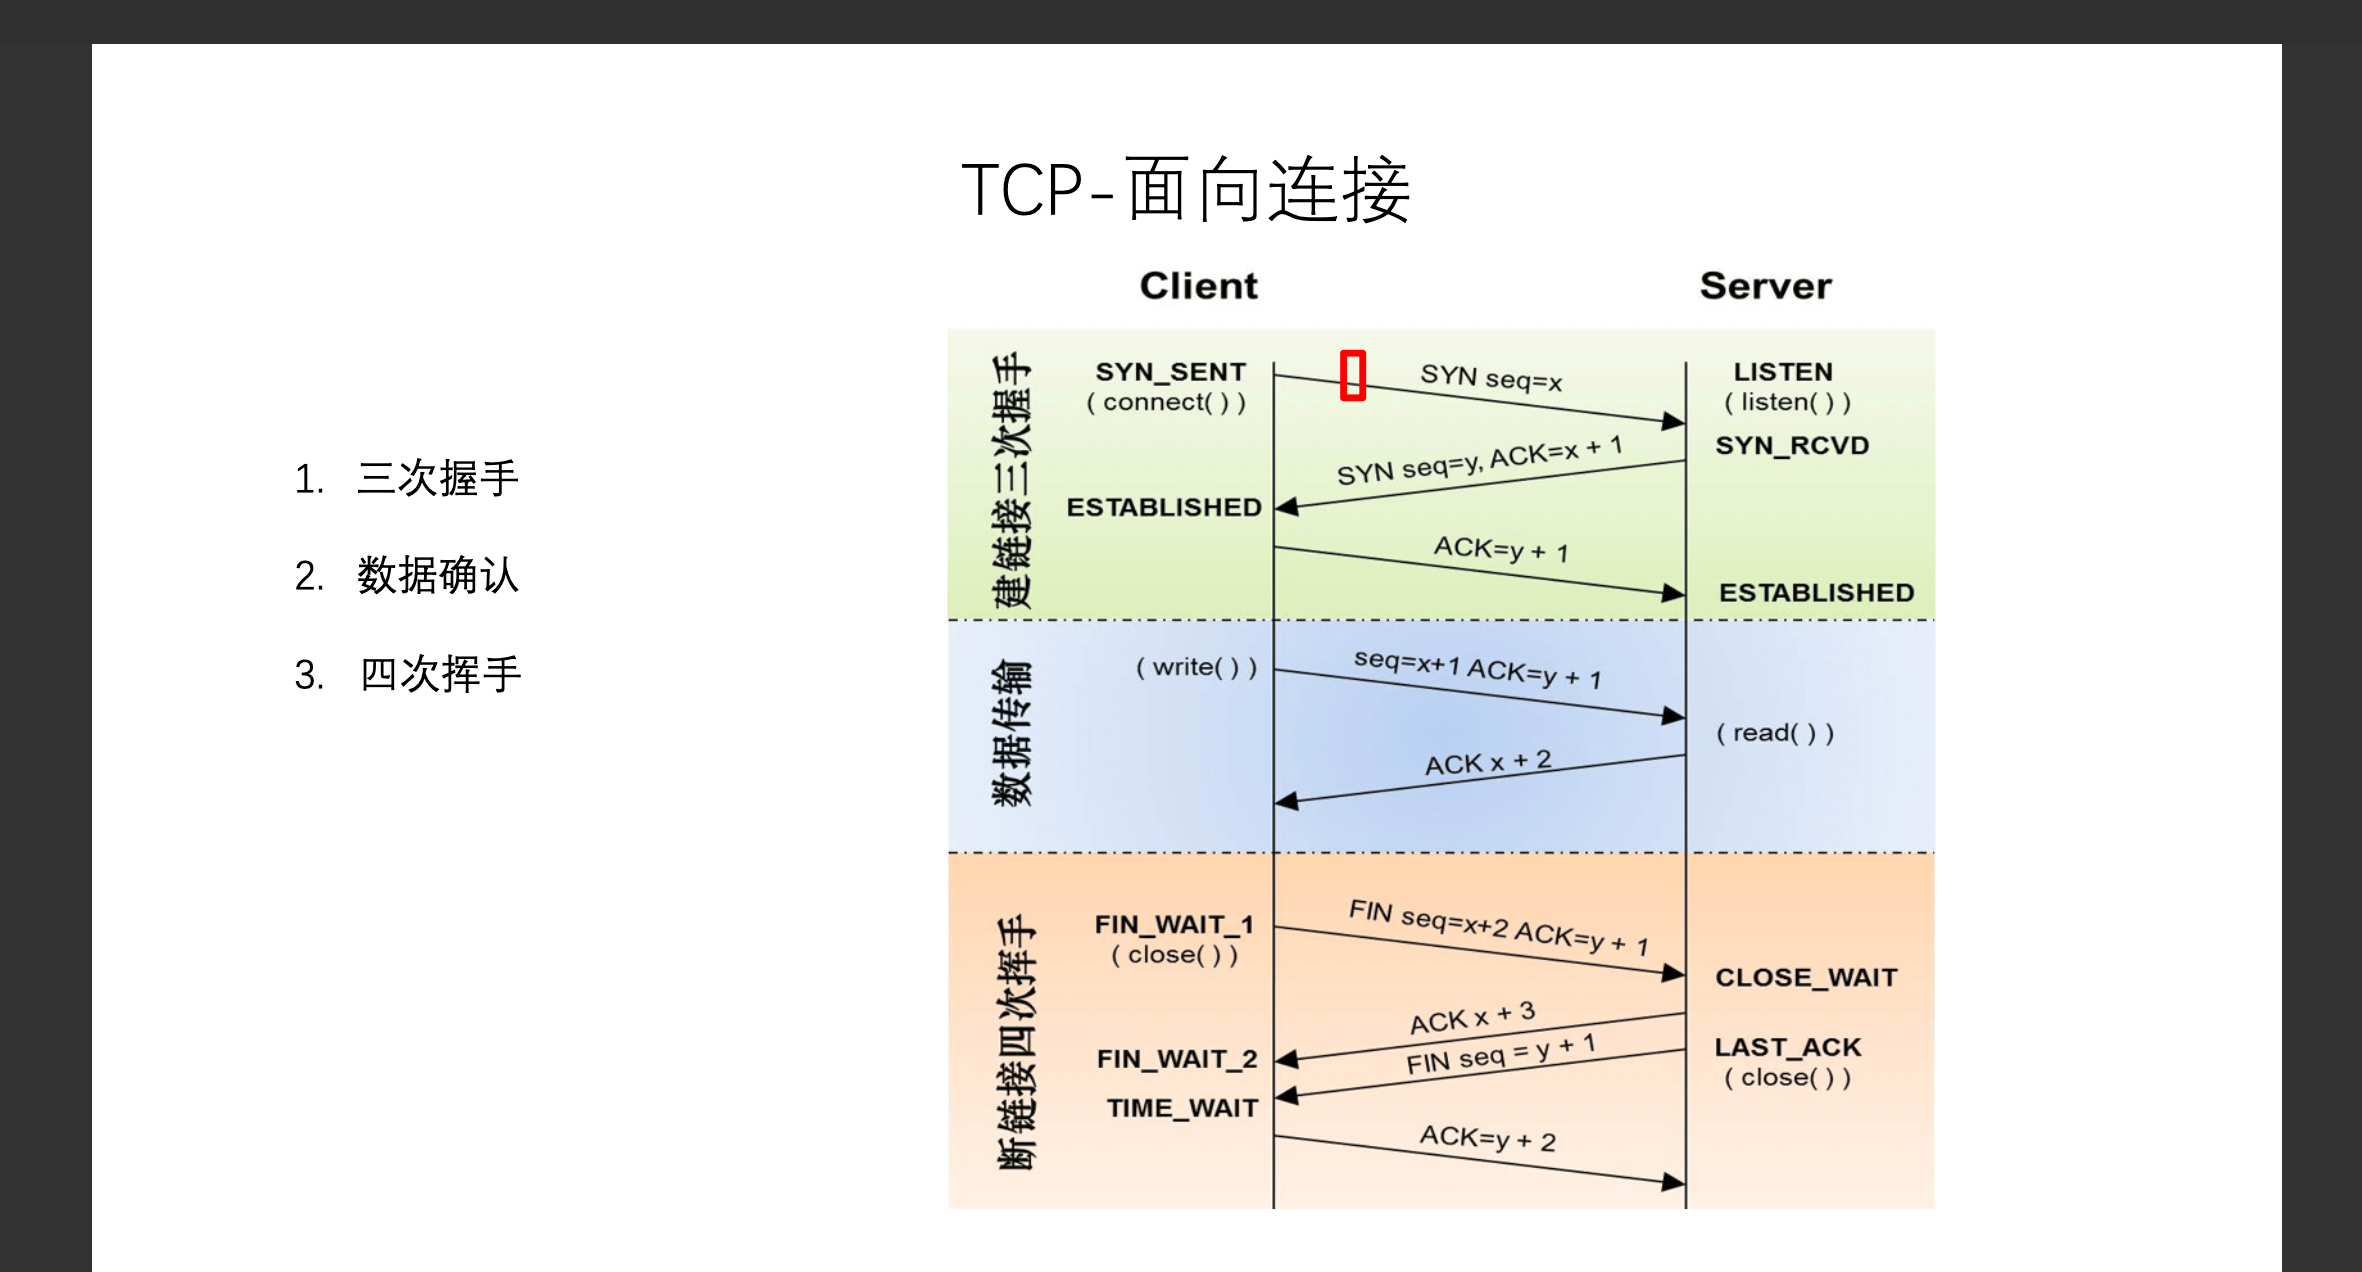 TCP-面向连接
1. 三次握手
2. 数据确认
3. 四次挥手
Client
Server
建链接三次握手
SYN_SENT
( connect( ) )
SYN seq=x
LISTEN
( listen( ) )
SYN_RCVD
SYN seq=y, ACK=x + 1
ESTABLISHED
ACK=y + 1
ESTABLISHED
数据传输
( write( ) )
seq=x+1 ACK=y + 1
( read( ) )
ACK x + 2
断链接四次挥手
FIN_WAIT_1
( close( ) )
FIN seq=x+2 ACK=y + 1
CLOSE_WAIT
ACK x + 3
FIN_WAIT_2
FIN seq = y + 1
LAST_ACK
( close( ) )
TIME_WAIT
ACK=y + 2